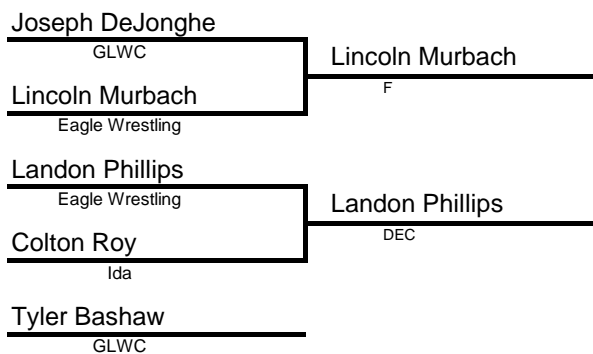 Joseph DeJonghe
GLWC
Lincoln Murbach
F
Lincoln Murbach
Eagle Wrestling
Landon Phillips
Eagle Wrestling
Landon Phillips
DEC
Colton Roy
Ida
Tyler Bashaw
GLWC